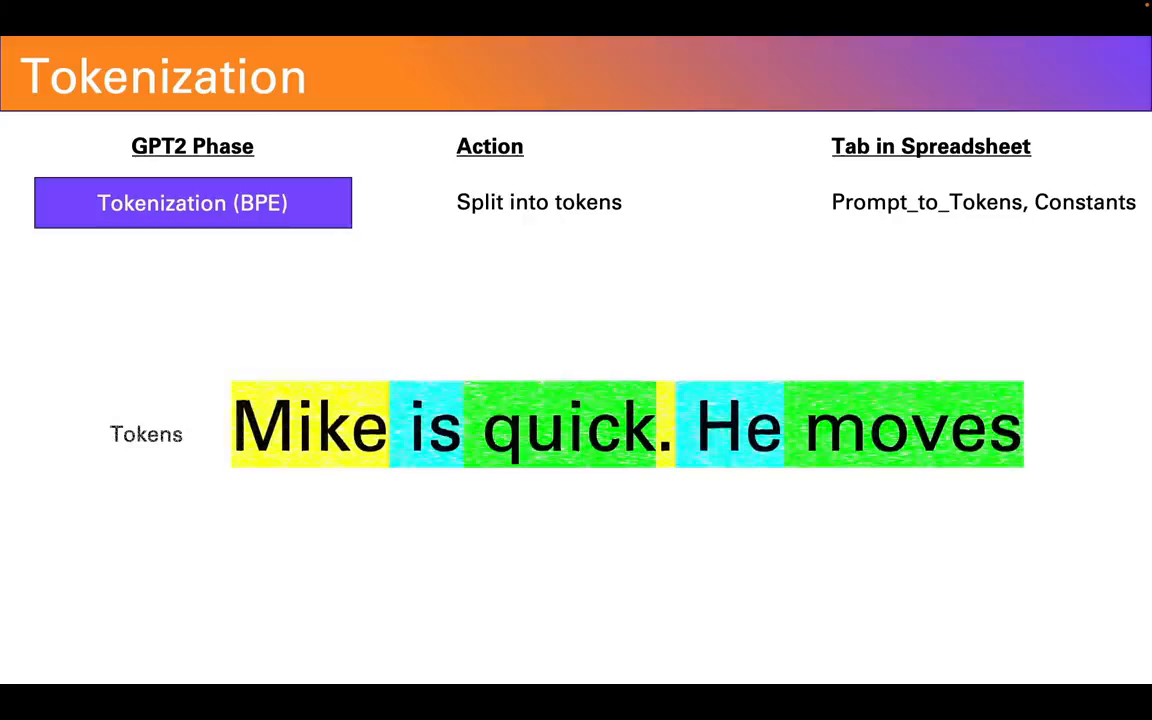 Tokenization
GPT2 Phase Action Tab in Spreadsheet
Tokenization (BPE) Split into tokens Prompt_to_Tokens, Constants
Tokens Mike is quick. He moves